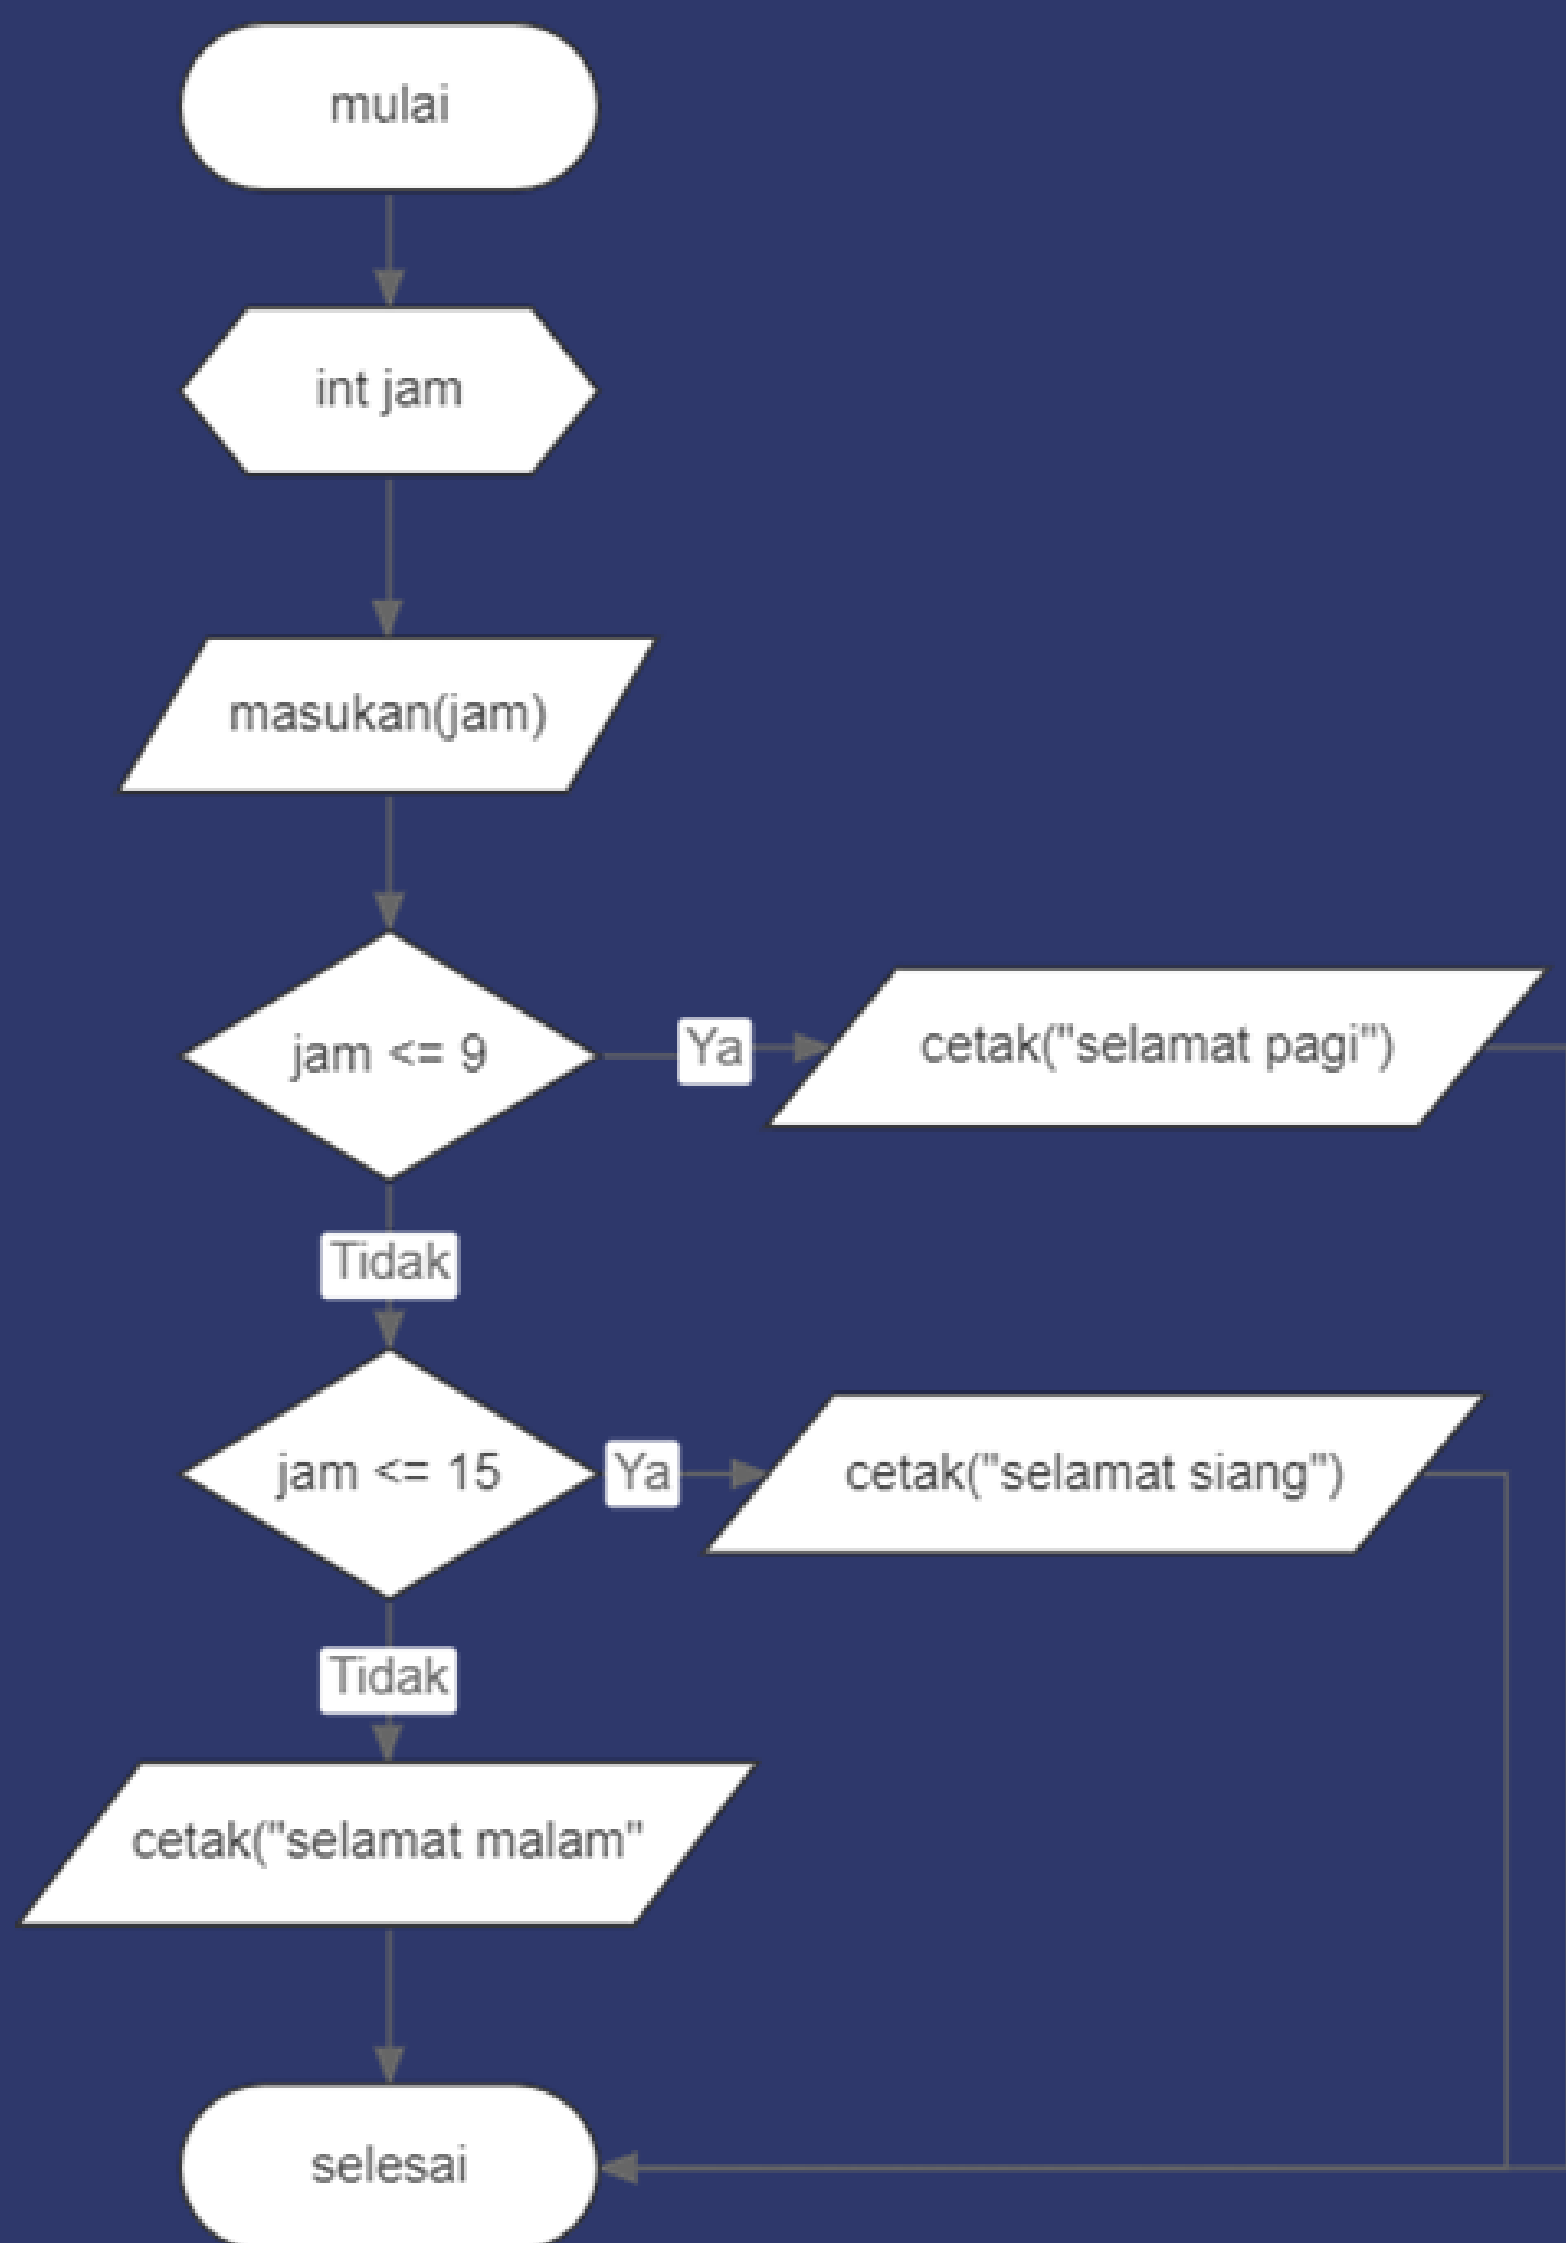 mulai
int jam
masukan(jam)
jam <= 9
Ya
cetak("selamat pagi")
Tidak
jam <= 15
Ya
cetak("selamat siang")
Tidak
cetak("selamat malam"
selesai